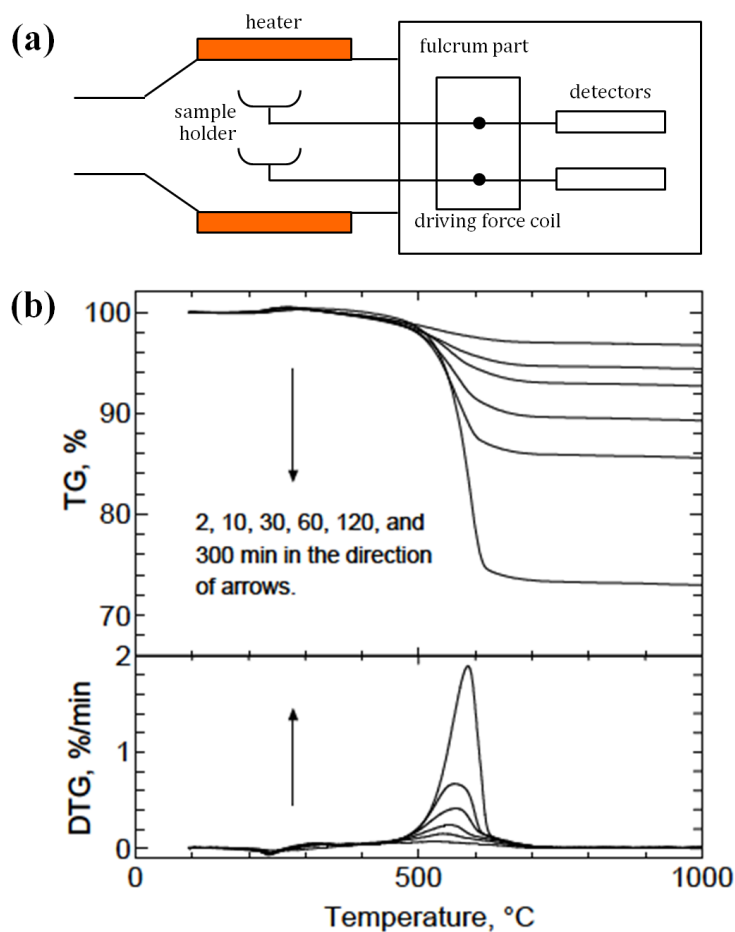 (a)
heater
fulcrum part
sample
holder
detectors
driving force coil
(b)
100
90
80
70
2
TG, %
2, 10, 30, 60, 120, and
300 min in the direction
of arrows.
2
1
0
DTG, %/min
0
500
1000
Temperature, °C